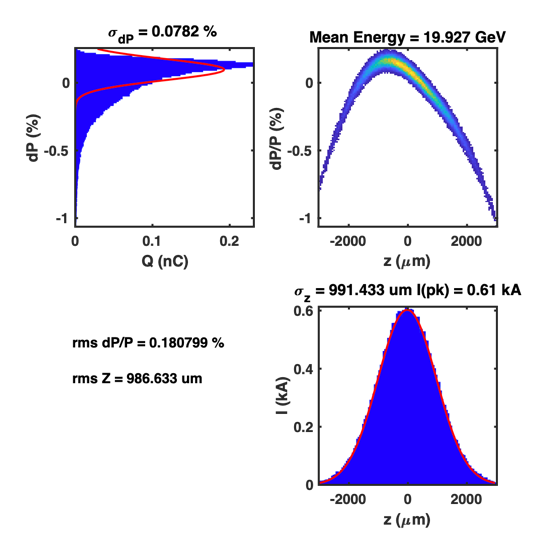 σ_dP = 0.0782 %
0
-0.5
-1
dP (%)
0
0.1
0.2
Q (nC)
Mean Energy = 19.927 GeV
0
-0.5
-1
dP/P (%)
-2000
0
2000
z (μm)
rms dP/P = 0.180799 %
rms Z = 986.633 um
σ_z = 991.433 um I(pk) = 0.61 kA
0.6
0.4
0.2
0
I (kA)
-2000
0
2000
z (μm)